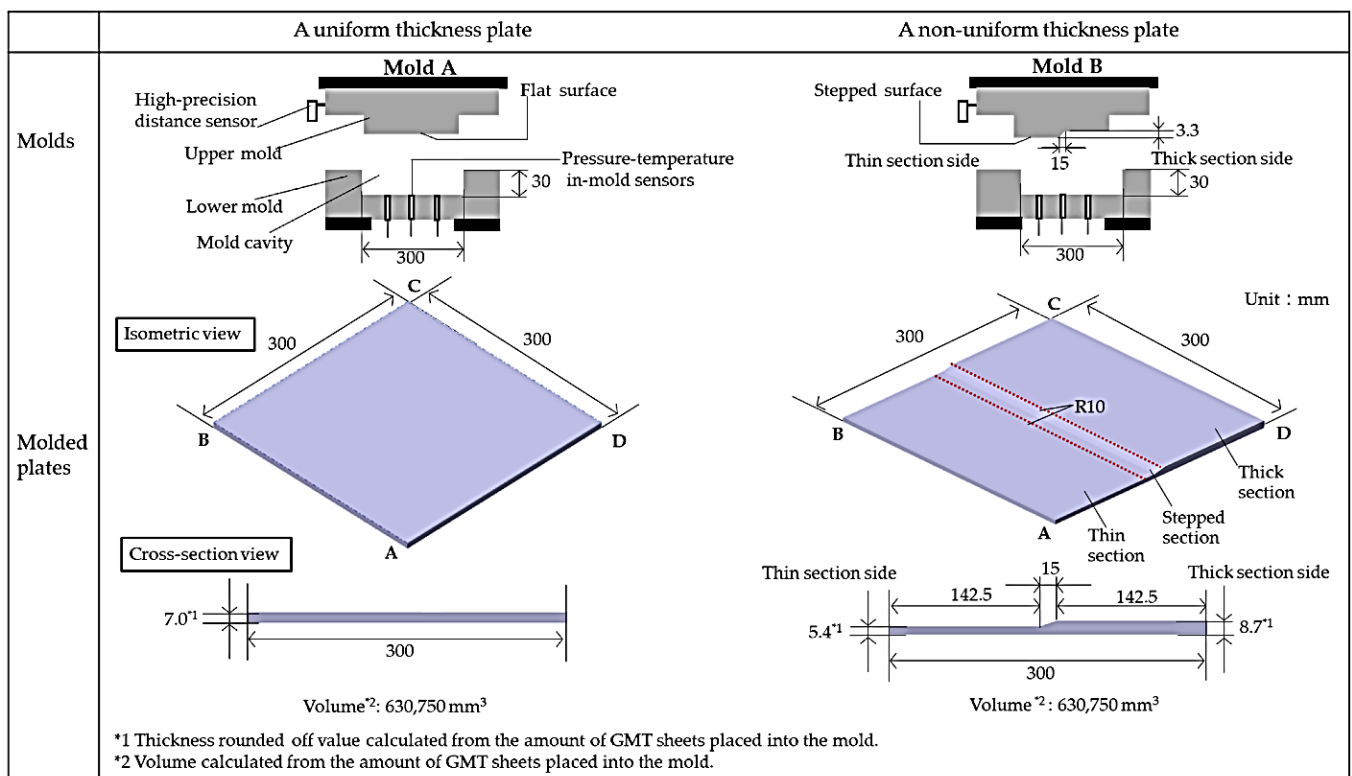 A uniform thickness plate
A non-uniform thickness plate
Molds
Mold A
High-precision
distance sensor
Flat surface
Upper mold
Pressure-temperature
in-mold sensors
30
Lower mold
Mold cavity
300
Mold B
Stepped surface
3.3
15
Thin section side
Thick section side
30
300
Unit : mm
Molded
plates
Isometric view
C
300
300
B
D
A
Cross-section view
7.0*1
300
Volume*2: 630,750 mm3
C
300
300
R10
B
D
A
Thick
section
Stepped
section
Thin
section
Thin section side
15
Thick section side
142.5
142.5
5.4*1
8.7*1
300
Volume*2 : 630,750 mm3
*1 Thickness rounded off value calculated from the amount of GMT sheets placed into the mold.
*2 Volume calculated from the amount of GMT sheets placed into the mold.